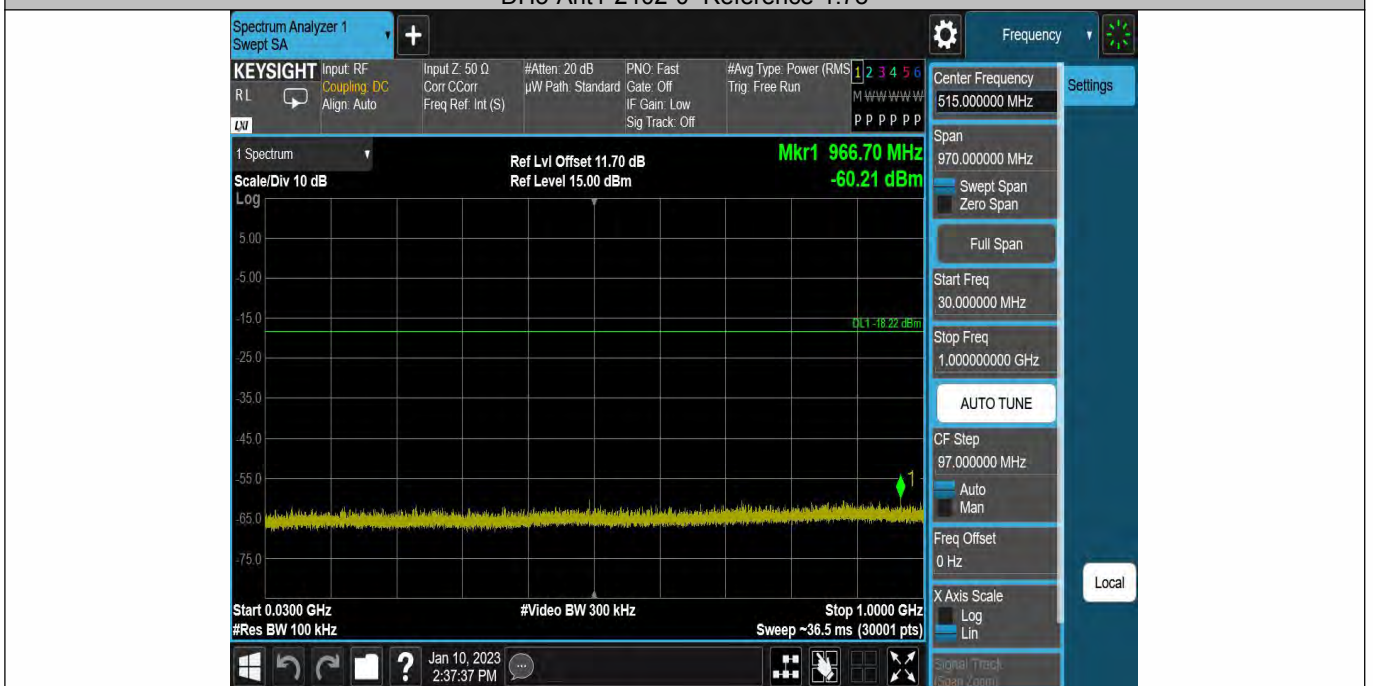 Spectrum Analyzer 1
Swept SA
+
Frequency
KEYSIGHT
RL
LXI
Input: RF
Coupling: DC
Align: Auto
Input Z: 50 Ω
Corr CCorr
Freq Ref: Int (S)
#Atten: 20 dB
µW Path: Standard
PNO: Fast
Gate: Off
IF Gain: Low
Sig Track: Off
#Avg Type: Power (RMS
Trig: Free Run
1 2 3 4 5 6
M W W W W W
P P P P P P
Center Frequency
515.000000 MHz
Settings
1 Spectrum
Scale/Div 10 dB
Log
Ref Lvl Offset 11.70 dB
Ref Level 15.00 dBm
Mkr1 966.70 MHz
-60.21 dBm
5.00
-5.00
-15.0
-25.0
-35.0
-45.0
-55.0
-65.0
-75.0
DL1 -18.22 dBm
1
Start 0.0300 GHz
#Res BW 100 kHz
#Video BW 300 kHz
Stop 1.0000 GHz
Sweep ~36.5 ms (30001 pts)
Span
970.000000 MHz
Swept Span
Zero Span
Full Span
Start Freq
30.000000 MHz
Stop Freq
1.000000000 GHz
AUTO TUNE
CF Step
97.000000 MHz
Auto
Man
Freq Offset
0 Hz
X Axis Scale
Log
Lin
Signal Track
(Span Zoom)
Local
?
Jan 10, 2023
2:37:37 PM